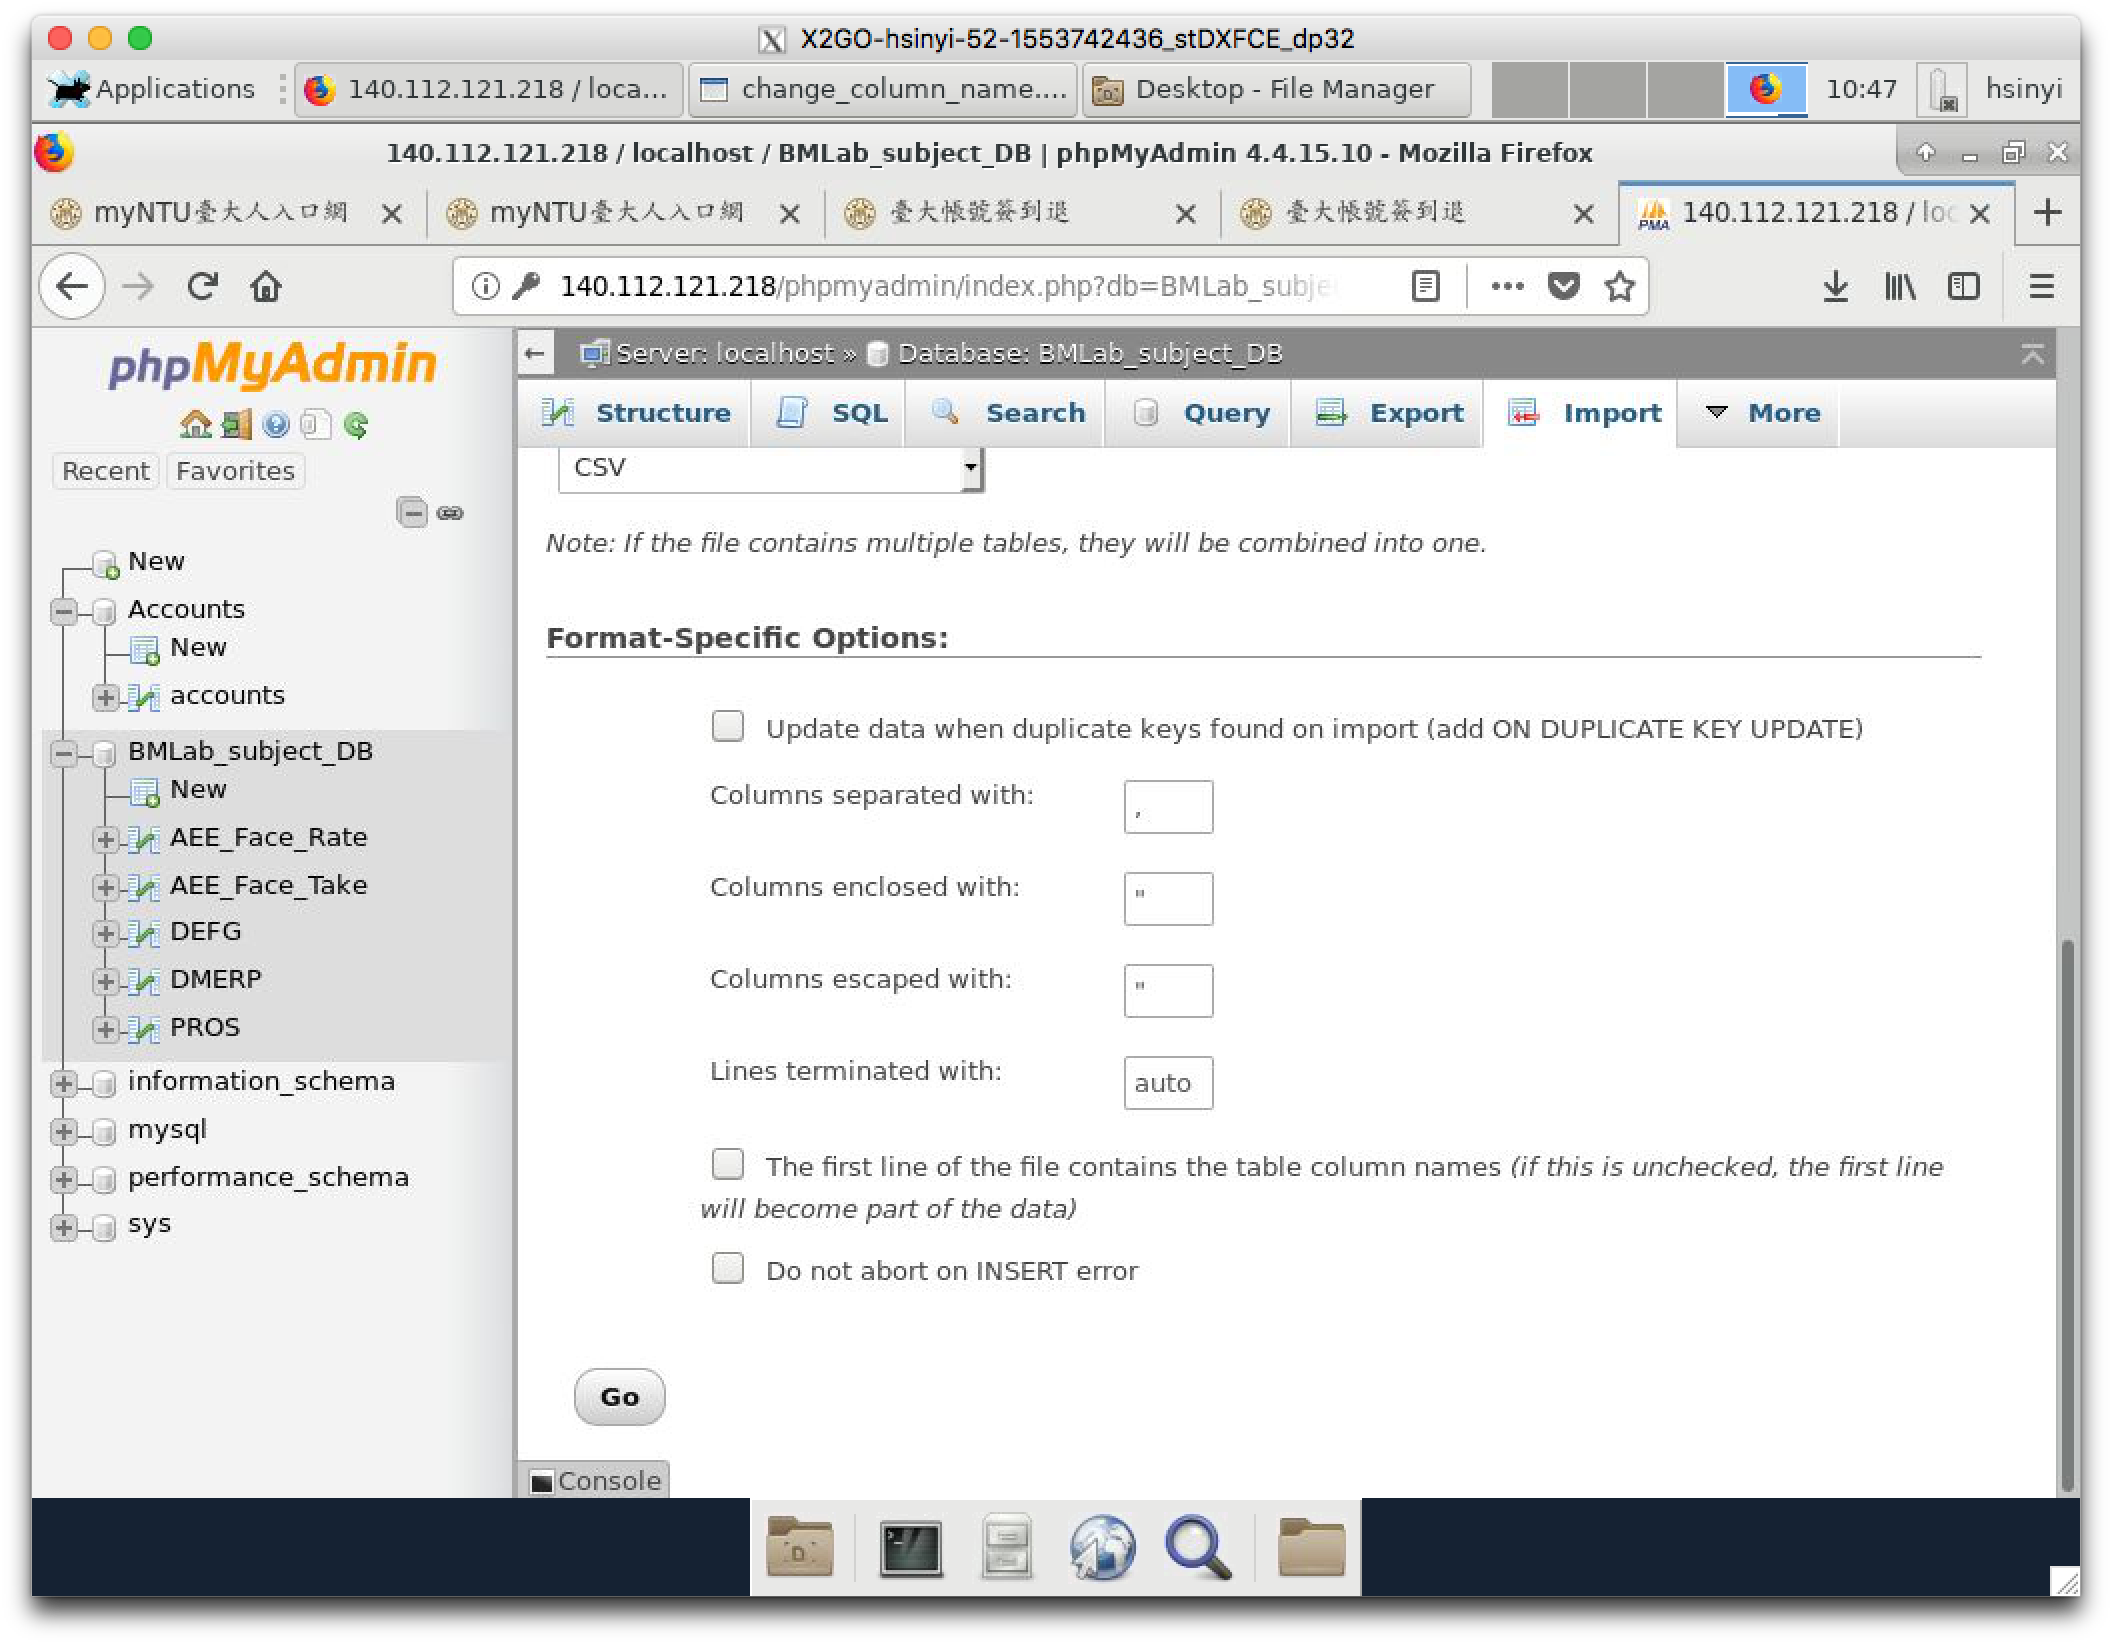 X2GO-hsinyi-52-1553742436_stDXFCE_dp32
Applications
140.112.121.218 / loca...
change_column_name....
Desktop - File Manager
10:47
hsinyi
140.112.121.218 / localhost / BMLab_subject_DB | phpMyAdmin 4.4.15.10 - Mozilla Firefox
myNTU臺大人入口網
myNTU臺大人入口網
臺大帳號簽到退
臺大帳號簽到退
PMA
140.112.121.218 / loc
140.112.121.218/phpmyadmin/index.php?db=BMLab_subje
phpMyAdmin
Recent
Favorites
New
Accounts
New
accounts
BMLab_subject_DB
New
AEE_Face_Rate
AEE_Face_Take
DEFG
DMERP
PROS
information_schema
mysql
performance_schema
sys
Server: localhost » Database: BMLab_subject_DB
Structure
SQL
Search
Query
Export
Import
More
CSV
Note: If the file contains multiple tables, they will be combined into one.
Format-Specific Options:
Update data when duplicate keys found on import (add ON DUPLICATE KEY UPDATE)
Columns separated with: ,
Columns enclosed with: "
Columns escaped with: "
Lines terminated with: auto
The first line of the file contains the table column names (if this is unchecked, the first line
will become part of the data)
Do not abort on INSERT error
Go
Console